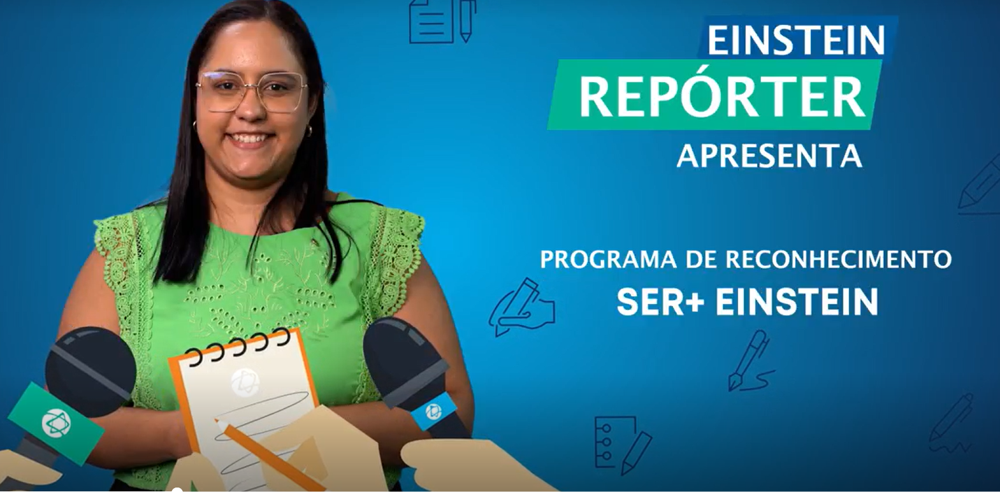 EINSTEIN
REPÓRTER
APRESENTA
PROGRAMA DE RECONHECIMENTO
SER+ EINSTEIN